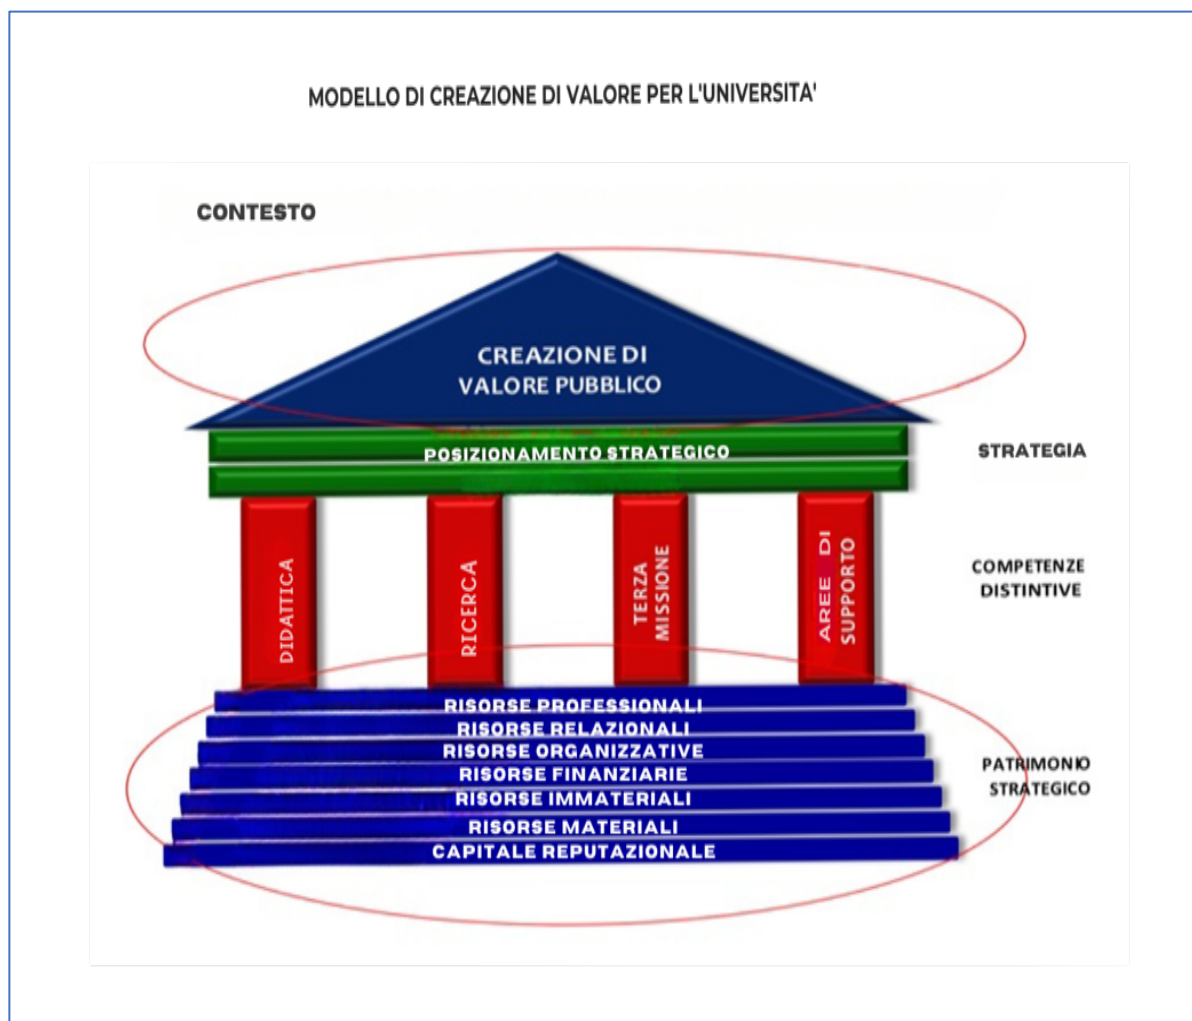 MODELLO DI CREAZIONE DI VALORE PER L'UNIVERSITA'
CONTESTO
CREAZIONE DI
VALORE PUBBLICO
POSIZIONAMENTO STRATEGICO
STRATEGIA
DIDATTICA
RICERCA
TERZA
MISSIONE
AREE DI
SUPPORTO
COMPETENZE
DISTINTIVE
RISORSE PROFESSIONALI
RISORSE RELAZIONALI
RISORSE ORGANIZZATIVE
RISORSE FINANZIARIE
RISORSE IMMATERIALI
RISORSE MATERIALI
CAPITALE REPUTAZIONALE
PATRIMONIO
STRATEGICO